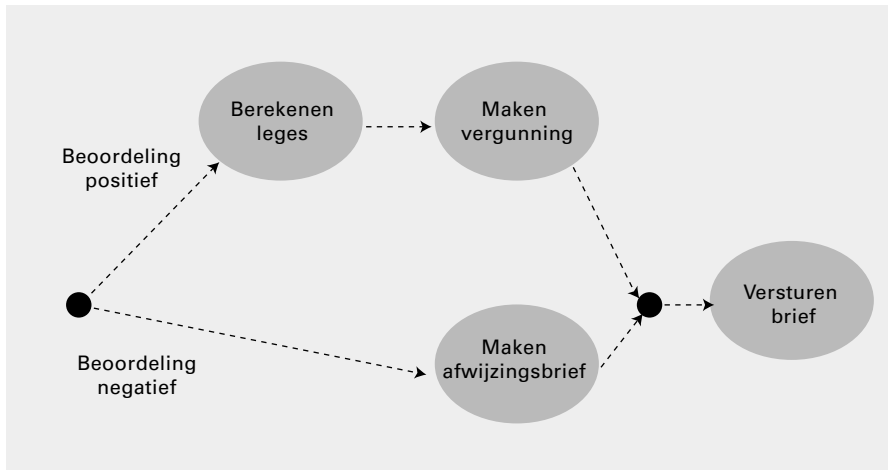 Berekenen
leges
Maken
vergunning
Beoordeling
positief
Versturen
brief
Beoordeling
negatief
Maken
afwijzingsbrief